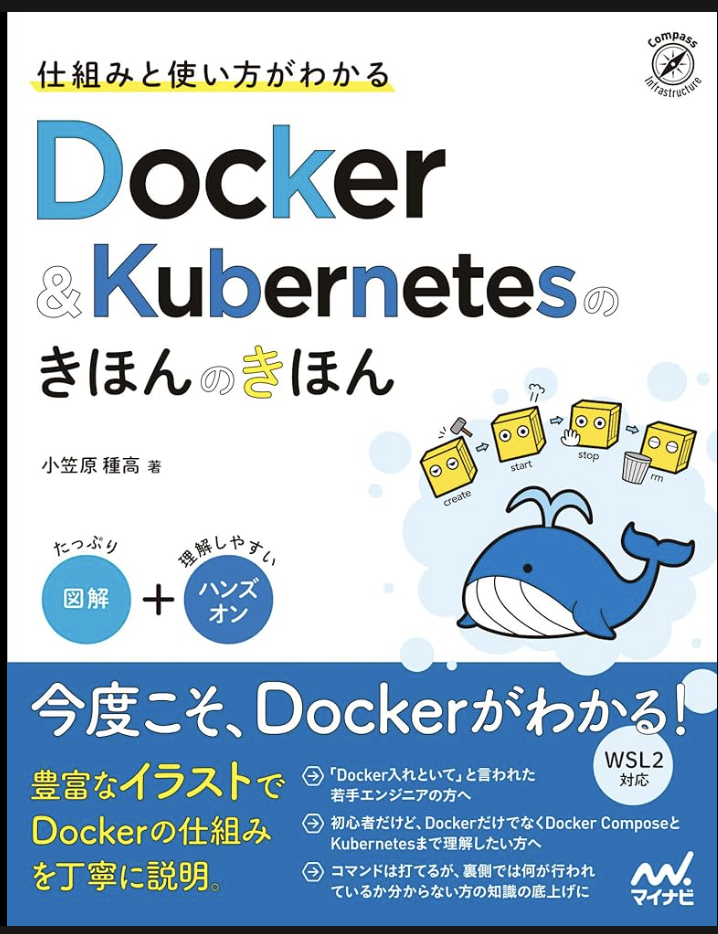 Compass
Infrastructure
仕組みと使い方がわかる
Docker
&Kubernetesの
きほんのきほん
小笠原 種高 著
create
start
stop
rm
たっぷり
図解
+
理解しやすい
ハンズ
オン
今度こそ、Dockerがわかる!
豊富なイラストで
Dockerの仕組み
を丁寧に説明。
「Docker入れといて」と言われた
若手エンジニアの方へ
初心者だけど、DockerだけでなくDocker Composeと
Kubernetesまで理解したい方へ
コマンドは打てるが、裏側では何が行われ
ているか分からない方の知識の底上げに
WSL2
対応
マイナビ